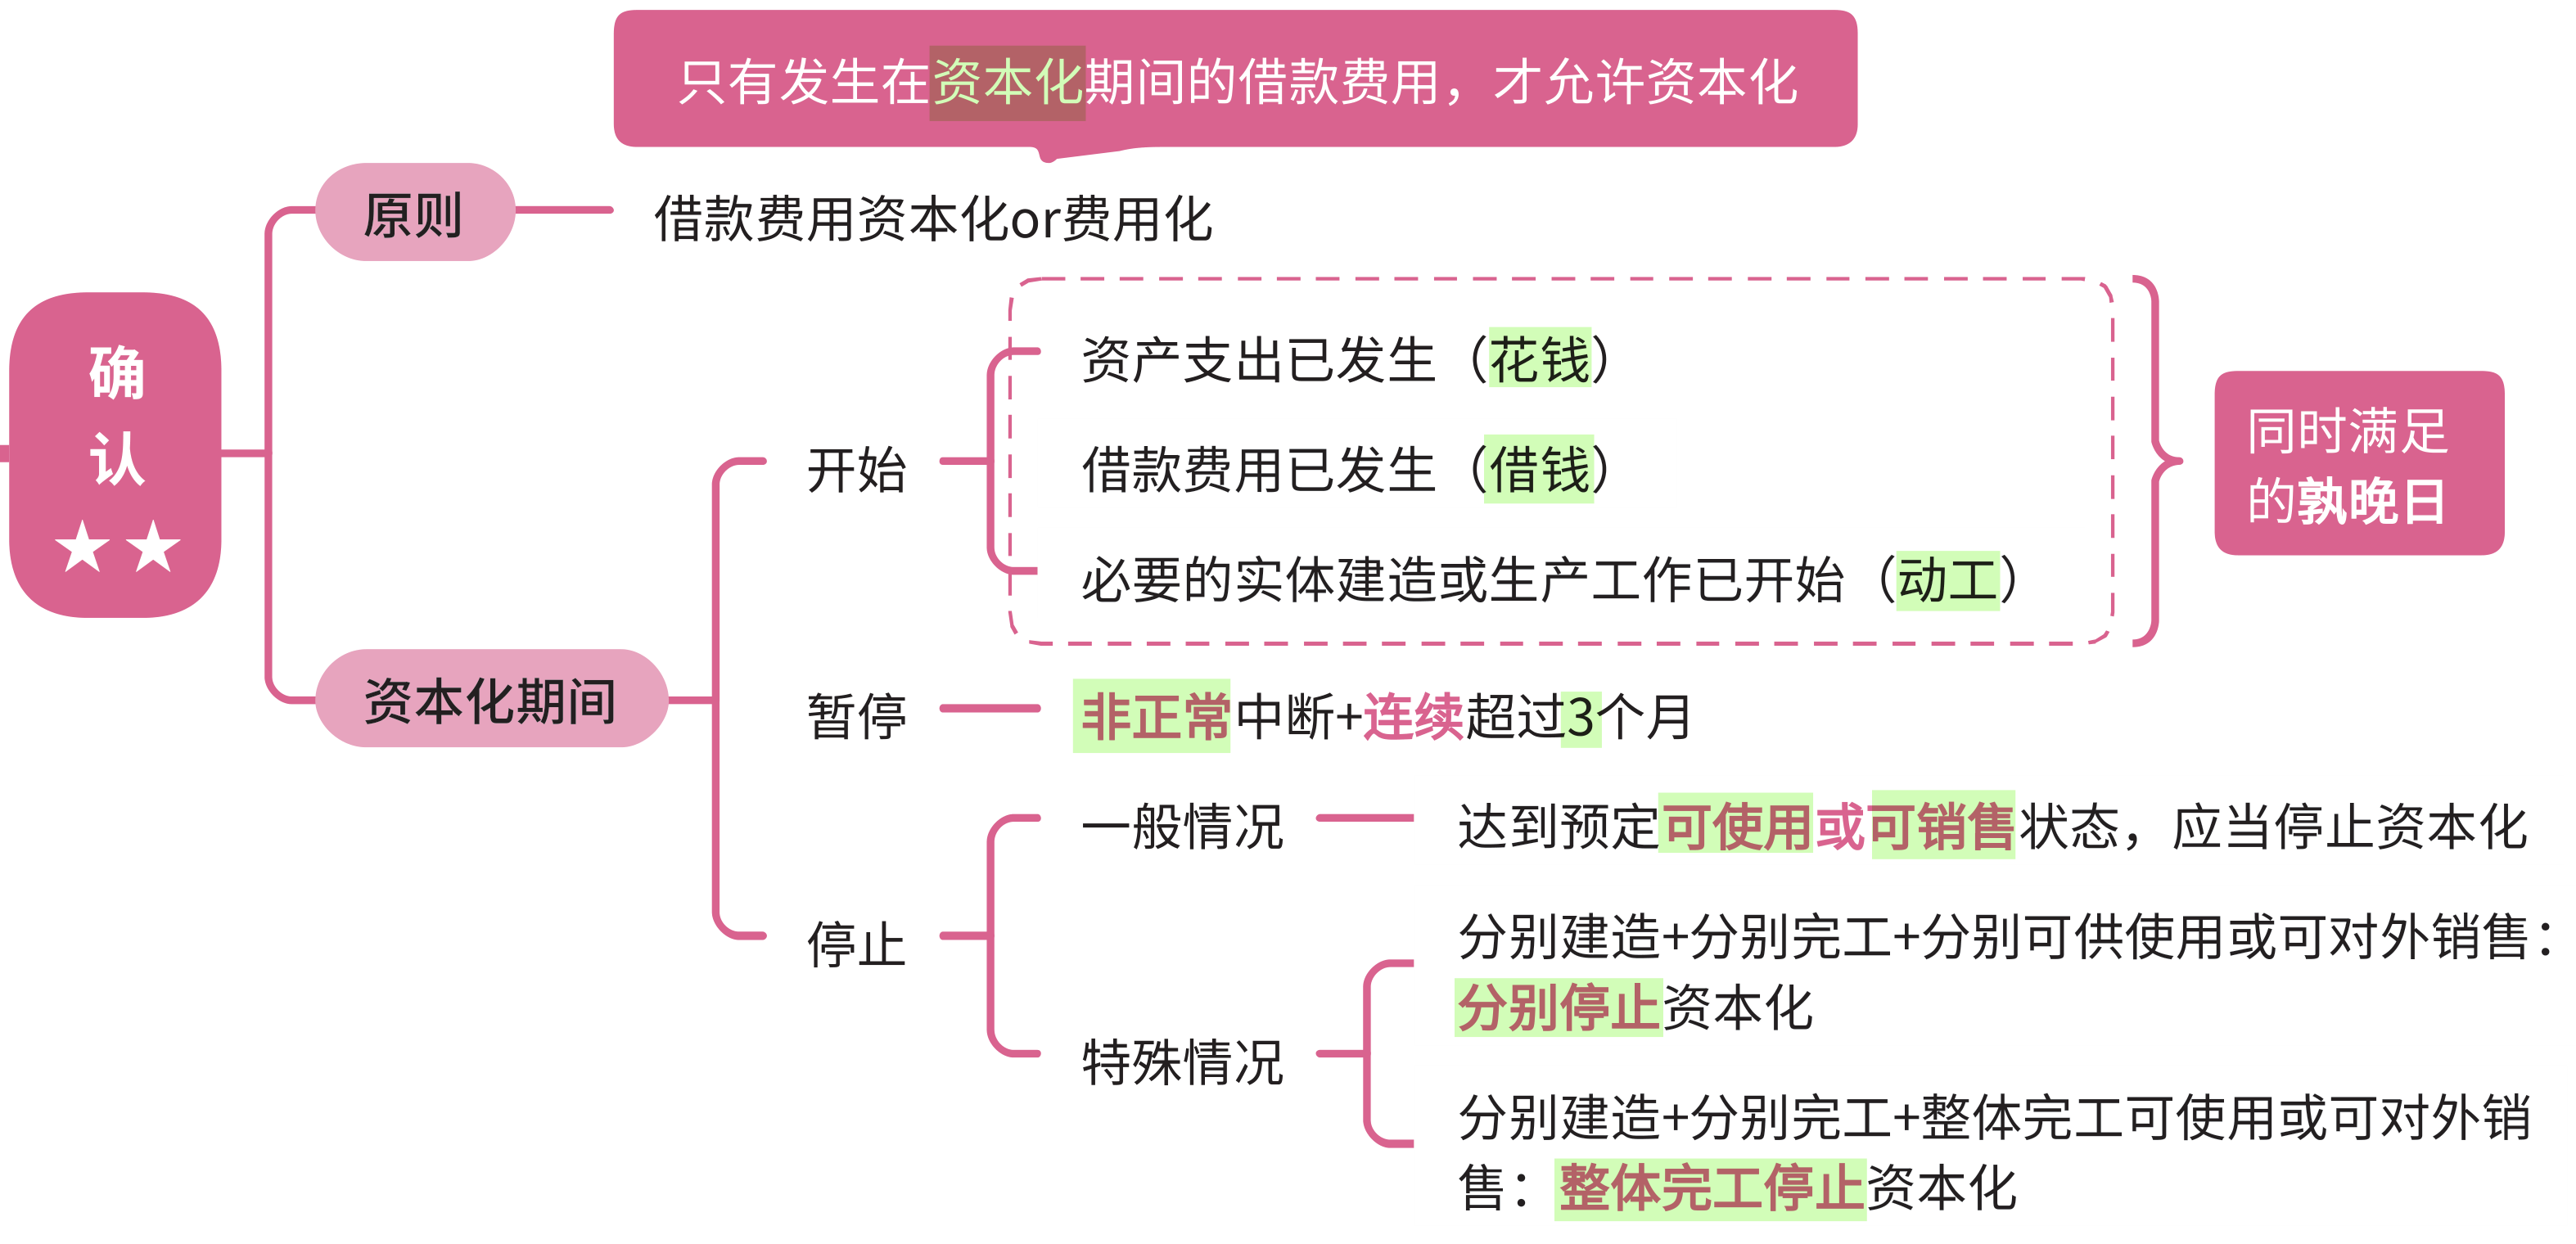 只有发生在资本化期间的借款费用，才允许资本化
原则
借款费用资本化or费用化
确
认
★★
资产支出已发生（花钱）
借款费用已发生（借钱）
必要的实体建造或生产工作已开始（动工）
开始
同时满足
的孰晚日
资本化期间
暂停
非正常中断+连续超过3个月
一般情况
达到预定可使用或可销售状态，应当停止资本化
停止
特殊情况
分别建造+分别完工+分别可供使用或可对外销售：
分别停止资本化
分别建造+分别完工+整体完工可使用或可对外销
售：整体完工停止资本化